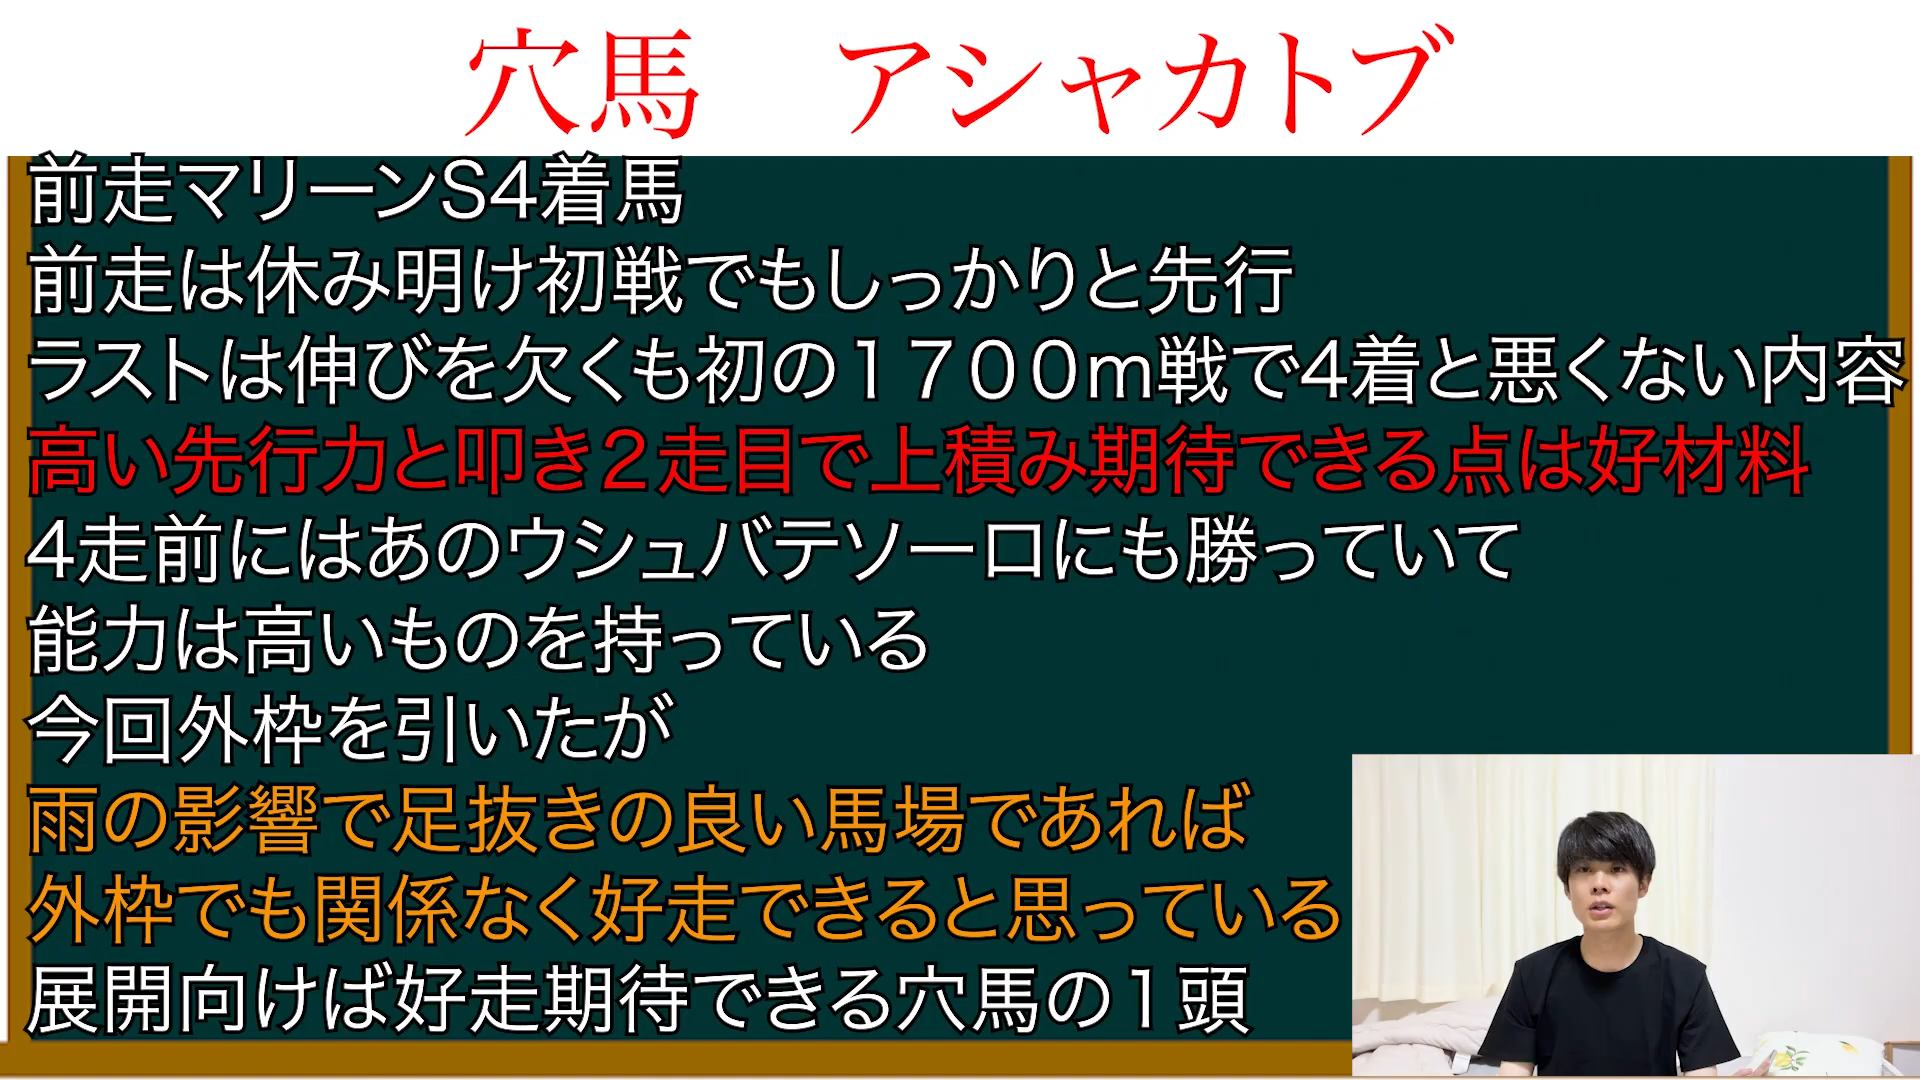 穴馬　アシャカトブ
前走マリーンS4着馬
前走は休み明け初戦でもしっかりと先行
ラストは伸びを欠くも初の１７００m戦で4着と悪くない内容
高い先行力と叩き２走目で上積み期待できる点は好材料
4走前にはあのウシュバテソーロにも勝っていて
能力は高いものを持っている
今回外枠を引いたが
雨の影響で足抜きの良い馬場であれば
外枠でも関係なく好走できると思っている
展開向けば好走期待できる穴馬の１頭